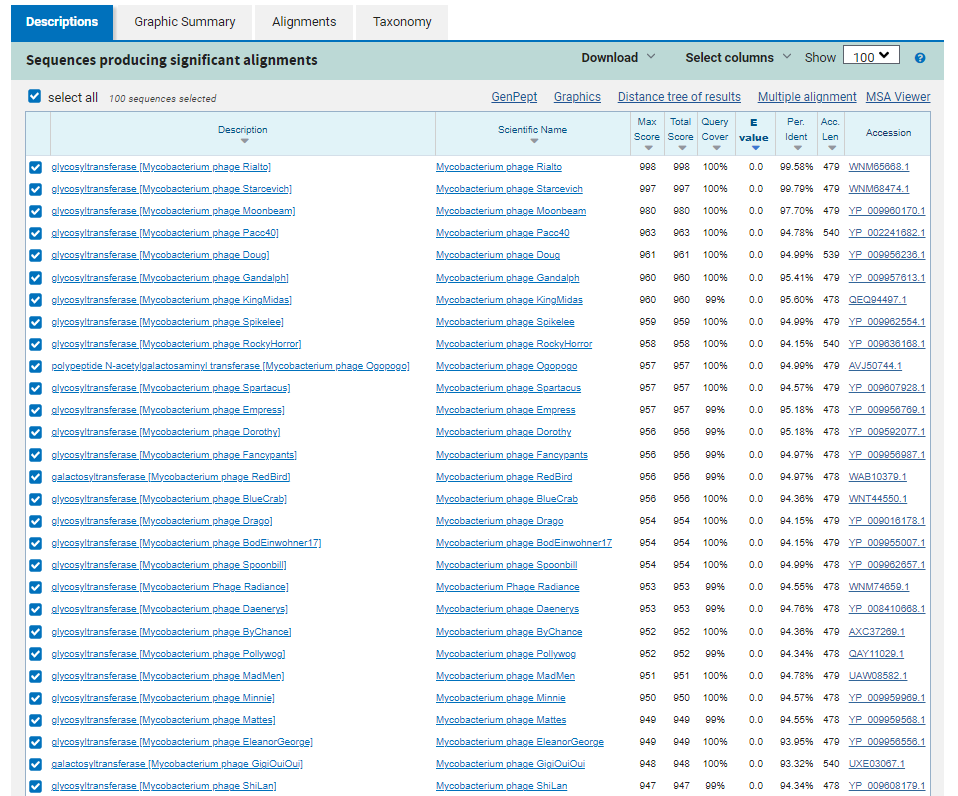 Descriptions Graphic Summary Alignments Taxonomy
Sequences producing significant alignments Download Select columns Show 100 ?
select all 100 sequences selected GenPept Graphics Distance tree of results Multiple alignment MSA Viewer
Description Scientific Name Max Score Total Score Query Cover E value Per. Ident Acc. Len Accession
glycosyltransferase [Mycobacterium phage Rialto] Mycobacterium phage Rialto 998 998 100% 0.0 99.58% 479 WNM65668.1
glycosyltransferase [Mycobacterium phage Starcevich] Mycobacterium phage Starcevich 997 997 100% 0.0 99.79% 479 WNM68474.1
glycosyltransferase [Mycobacterium phage Moonbeam] Mycobacterium phage Moonbeam 980 980 100% 0.0 97.70% 479 YP_009960170.1
glycosyltransferase [Mycobacterium phage Pacc40] Mycobacterium phage Pacc40 963 963 100% 0.0 94.78% 540 YP_002241682.1
glycosyltransferase [Mycobacterium phage Doug] Mycobacterium phage Doug 961 961 100% 0.0 94.99% 539 YP_009956236.1
glycosyltransferase [Mycobacterium phage Gandalph] Mycobacterium phage Gandalph 960 960 100% 0.0 95.41% 479 YP_009957613.1
glycosyltransferase [Mycobacterium phage KingMidas] Mycobacterium phage KingMidas 960 960 99% 0.0 95.60% 478 QEQ94497.1
glycosyltransferase [Mycobacterium phage Spikelee] Mycobacterium phage Spikelee 959 959 100% 0.0 94.99% 479 YP_009962554.1
glycosyltransferase [Mycobacterium phage RockyHorror] Mycobacterium phage RockyHorror 958 958 100% 0.0 94.15% 540 YP_009636168.1
polypeptide N-acetylgalactosaminyl transferase [Mycobacterium phage Ogopogo] Mycobacterium phage Ogopogo 957 957 100% 0.0 94.99% 479 AVJ50744.1
glycosyltransferase [Mycobacterium phage Spartacus] Mycobacterium phage Spartacus 957 957 100% 0.0 94.57% 479 YP_009607928.1
glycosyltransferase [Mycobacterium phage Empress] Mycobacterium phage Empress 957 957 99% 0.0 95.18% 478 YP_009956769.1
glycosyltransferase [Mycobacterium phage Dorothy] Mycobacterium phage Dorothy 956 956 99% 0.0 95.18% 478 YP_009592077.1
glycosyltransferase [Mycobacterium phage Fancypants] Mycobacterium phage Fancypants 956 956 99% 0.0 94.97% 478 YP_009956987.1
galactosyltransferase [Mycobacterium phage RedBird] Mycobacterium phage RedBird 956 956 99% 0.0 94.97% 478 WAB10379.1
glycosyltransferase [Mycobacterium phage BlueCrab] Mycobacterium phage BlueCrab 956 956 100% 0.0 94.36% 479 WNT44550.1
glycosyltransferase [Mycobacterium phage Drago] Mycobacterium phage Drago 954 954 100% 0.0 94.15% 479 YP_009016178.1
glycosyltransferase [Mycobacterium phage BodEinwohner17] Mycobacterium phage BodEinwohner17 954 954 100% 0.0 94.15% 479 YP_009955007.1
glycosyltransferase [Mycobacterium phage Spoonbill] Mycobacterium phage Spoonbill 954 954 100% 0.0 94.99% 478 YP_009962657.1
glycosyltransferase [Mycobacterium Phage Radiance] Mycobacterium Phage Radiance 953 953 99% 0.0 94.55% 478 WNM74659.1
glycosyltransferase [Mycobacterium phage Daenerys] Mycobacterium phage Daenerys 953 953 99% 0.0 94.76% 478 YP_008410668.1
glycosyltransferase [Mycobacterium phage ByChance] Mycobacterium phage ByChance 952 952 100% 0.0 94.36% 479 AXC37269.1
glycosyltransferase [Mycobacterium phage Pollywog] Mycobacterium phage Pollywog 952 952 99% 0.0 94.34% 478 QAY11029.1
glycosyltransferase [Mycobacterium phage MadMen] Mycobacterium phage MadMen 951 951 100% 0.0 94.78% 479 UAW08582.1
glycosyltransferase [Mycobacterium phage Minnie] Mycobacterium phage Minnie 950 950 100% 0.0 94.57% 478 YP_009959969.1
glycosyltransferase [Mycobacterium phage Mattes] Mycobacterium phage Mattes 949 949 99% 0.0 94.55% 478 YP_009959568.1
glycosyltransferase [Mycobacterium phage EleanorGeorge] Mycobacterium phage EleanorGeorge 949 949 100% 0.0 93.95% 479 YP_009956556.1
galactosyltransferase [Mycobacterium phage GigiOuiOui] Mycobacterium phage GigiOuiOui 948 948 100% 0.0 93.32% 540 UXE03067.1
glycosyltransferase [Mycobacterium phage ShiLan] Mycobacterium phage ShiLan 947 947 99% 0.0 94.34% 478 YP_009608179.1